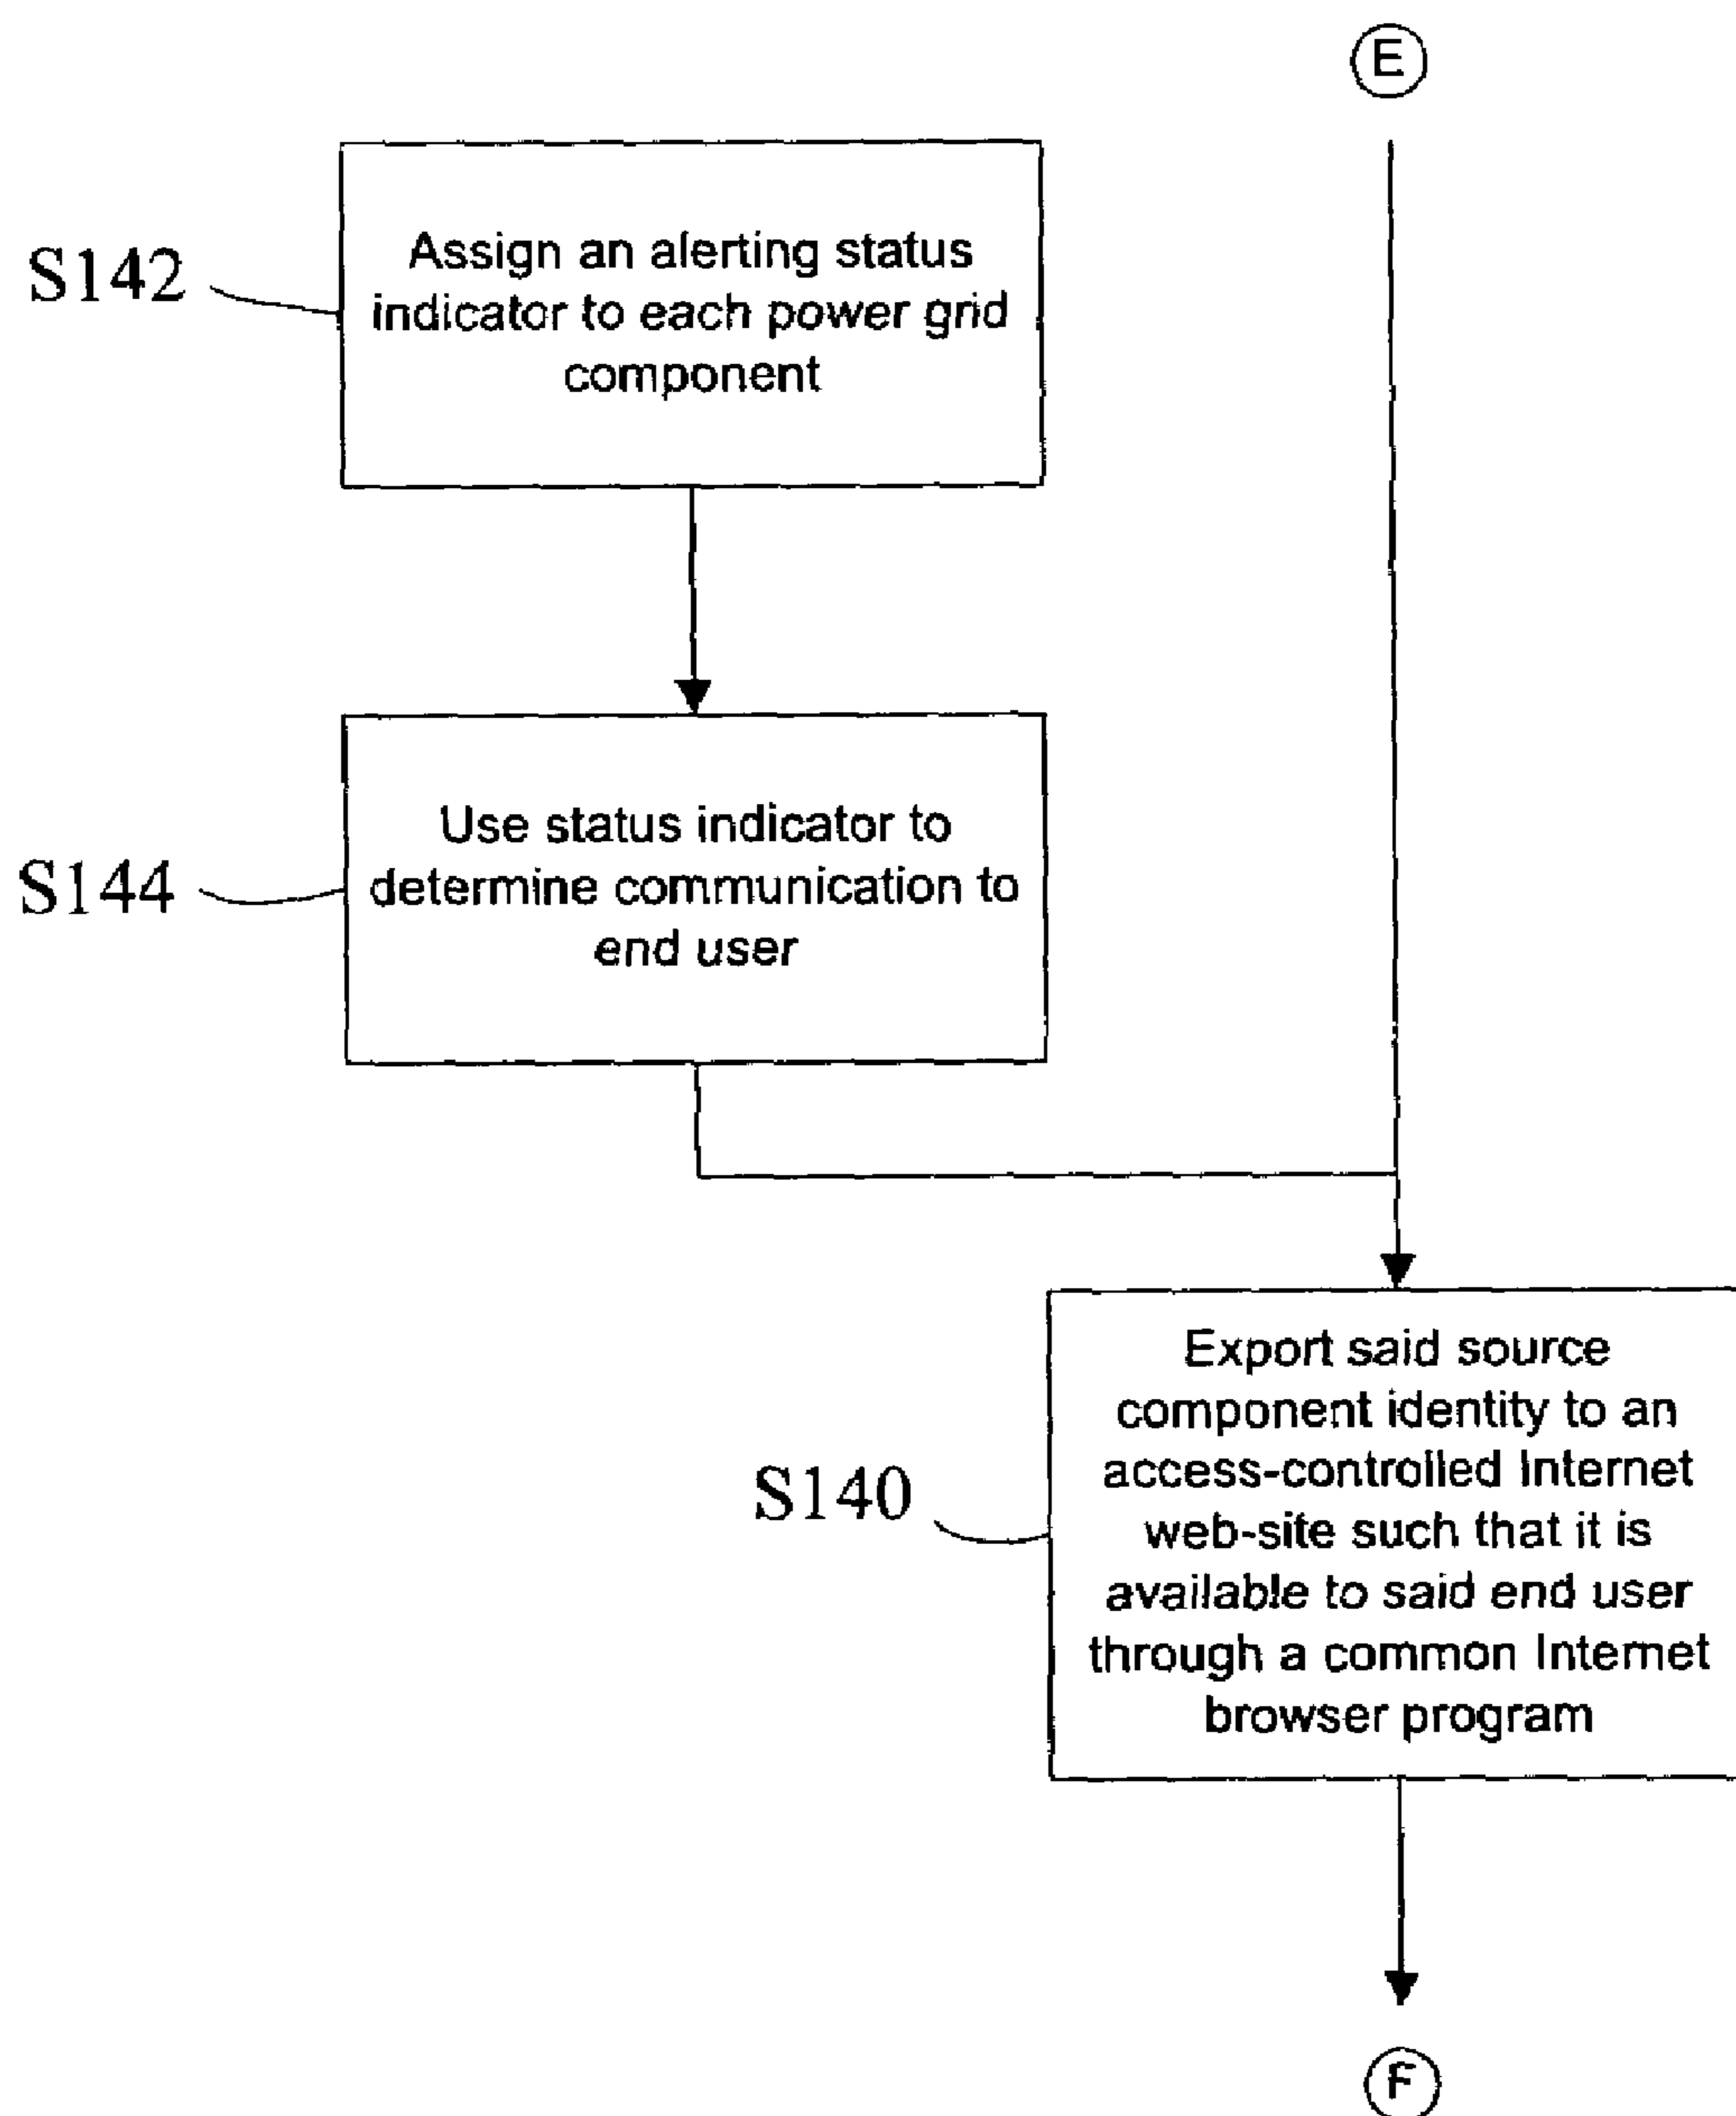 E
S142
Assign an alerting status
indicator to each power grid
component
S144
Use status indicator to
determine communication to
end user
S140
Export said source
component identity to an
access-controlled Internet
web-site such that it is
available to said end user
through a common Internet
browser program
F